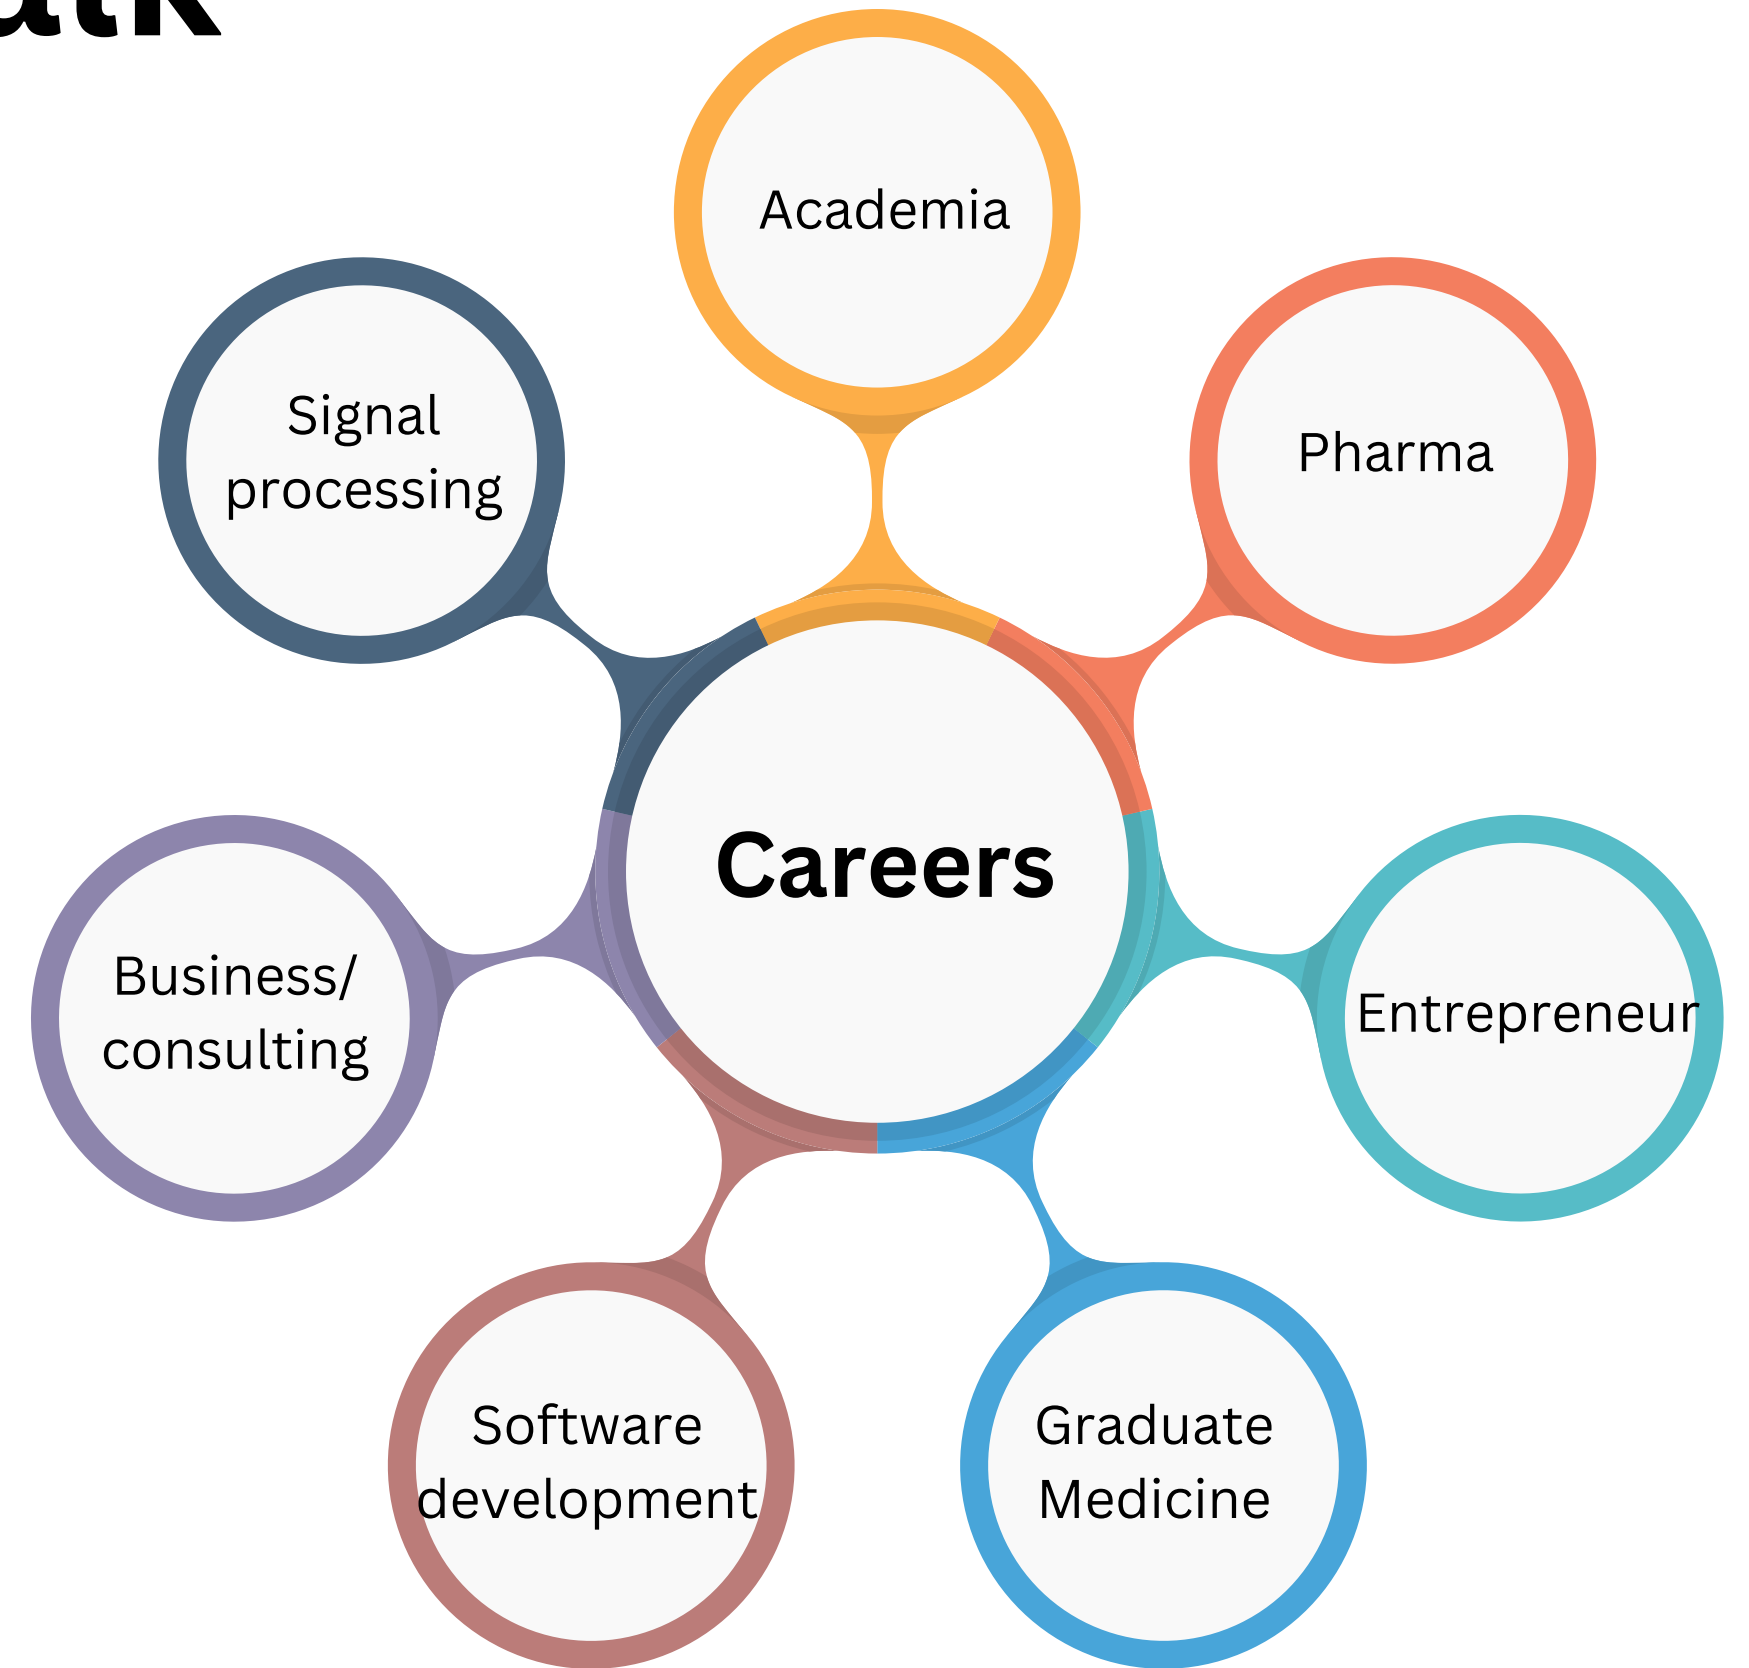 Academia
Signal
processing
Pharma
Careers
Business/
consulting
Entrepreneur
Software
development
Graduate
Medicine